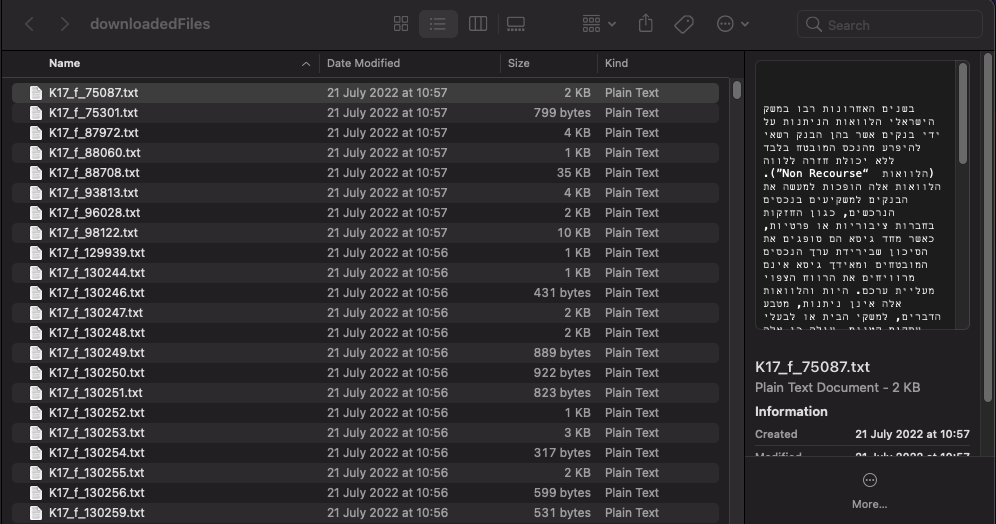 downloadedFiles
Search
Name
Date Modified
Size
Kind
K17_f_75087.txt 21 July 2022 at 10:57 2 KB Plain Text
K17_f_75301.txt 21 July 2022 at 10:57 799 bytes Plain Text
K17_f_87972.txt 21 July 2022 at 10:57 4 KB Plain Text
K17_f_88060.txt 21 July 2022 at 10:57 1 KB Plain Text
K17_f_88708.txt 21 July 2022 at 10:57 35 KB Plain Text
K17_f_93813.txt 21 July 2022 at 10:57 4 KB Plain Text
K17_f_96028.txt 21 July 2022 at 10:57 2 KB Plain Text
K17_f_98122.txt 21 July 2022 at 10:57 10 KB Plain Text
K17_f_129939.txt 21 July 2022 at 10:56 1 KB Plain Text
K17_f_130244.txt 21 July 2022 at 10:56 1 KB Plain Text
K17_f_130246.txt 21 July 2022 at 10:56 431 bytes Plain Text
K17_f_130247.txt 21 July 2022 at 10:56 2 KB Plain Text
K17_f_130248.txt 21 July 2022 at 10:56 2 KB Plain Text
K17_f_130249.txt 21 July 2022 at 10:56 889 bytes Plain Text
K17_f_130250.txt 21 July 2022 at 10:56 922 bytes Plain Text
K17_f_130251.txt 21 July 2022 at 10:56 823 bytes Plain Text
K17_f_130252.txt 21 July 2022 at 10:56 1 KB Plain Text
K17_f_130253.txt 21 July 2022 at 10:56 3 KB Plain Text
K17_f_130254.txt 21 July 2022 at 10:56 317 bytes Plain Text
K17_f_130255.txt 21 July 2022 at 10:56 2 KB Plain Text
K17_f_130256.txt 21 July 2022 at 10:56 599 bytes Plain Text
K17_f_130259.txt 21 July 2022 at 10:56 531 bytes Plain Text
בשנים האחרונות רבו במשק
הישראלי הלוואות הניתנות על
ידי בנקים אשר בהן הבנק רשאי
להיפרע מהנכס המובטח בלבד
ללא יכולת חזרה ללווה
(הלוואות "Non Recourse").
הלוואות אלה הופכות למעשה את
הבנקים למשקיעים בנכסים
הנרכשים, כגון החזקות
בחברות ציבוריות או פרטיות,
כאשר מחד גיסא הם סופגים את
הסיכון שבירידת ערך הנכסים
המובטחים ומאידך גיסא אינם
מרוויחים את הרווח הצפוי
מעליית ערכם. היות והלוואות
אלה אינן ניתנות, מטבע
הדברים, למשקי הבית או לבעלי
K17_f_75087.txt
Plain Text Document - 2 KB
Information
Created 21 July 2022 at 10:57
Modified 21 July 2022 at 10:57
More...